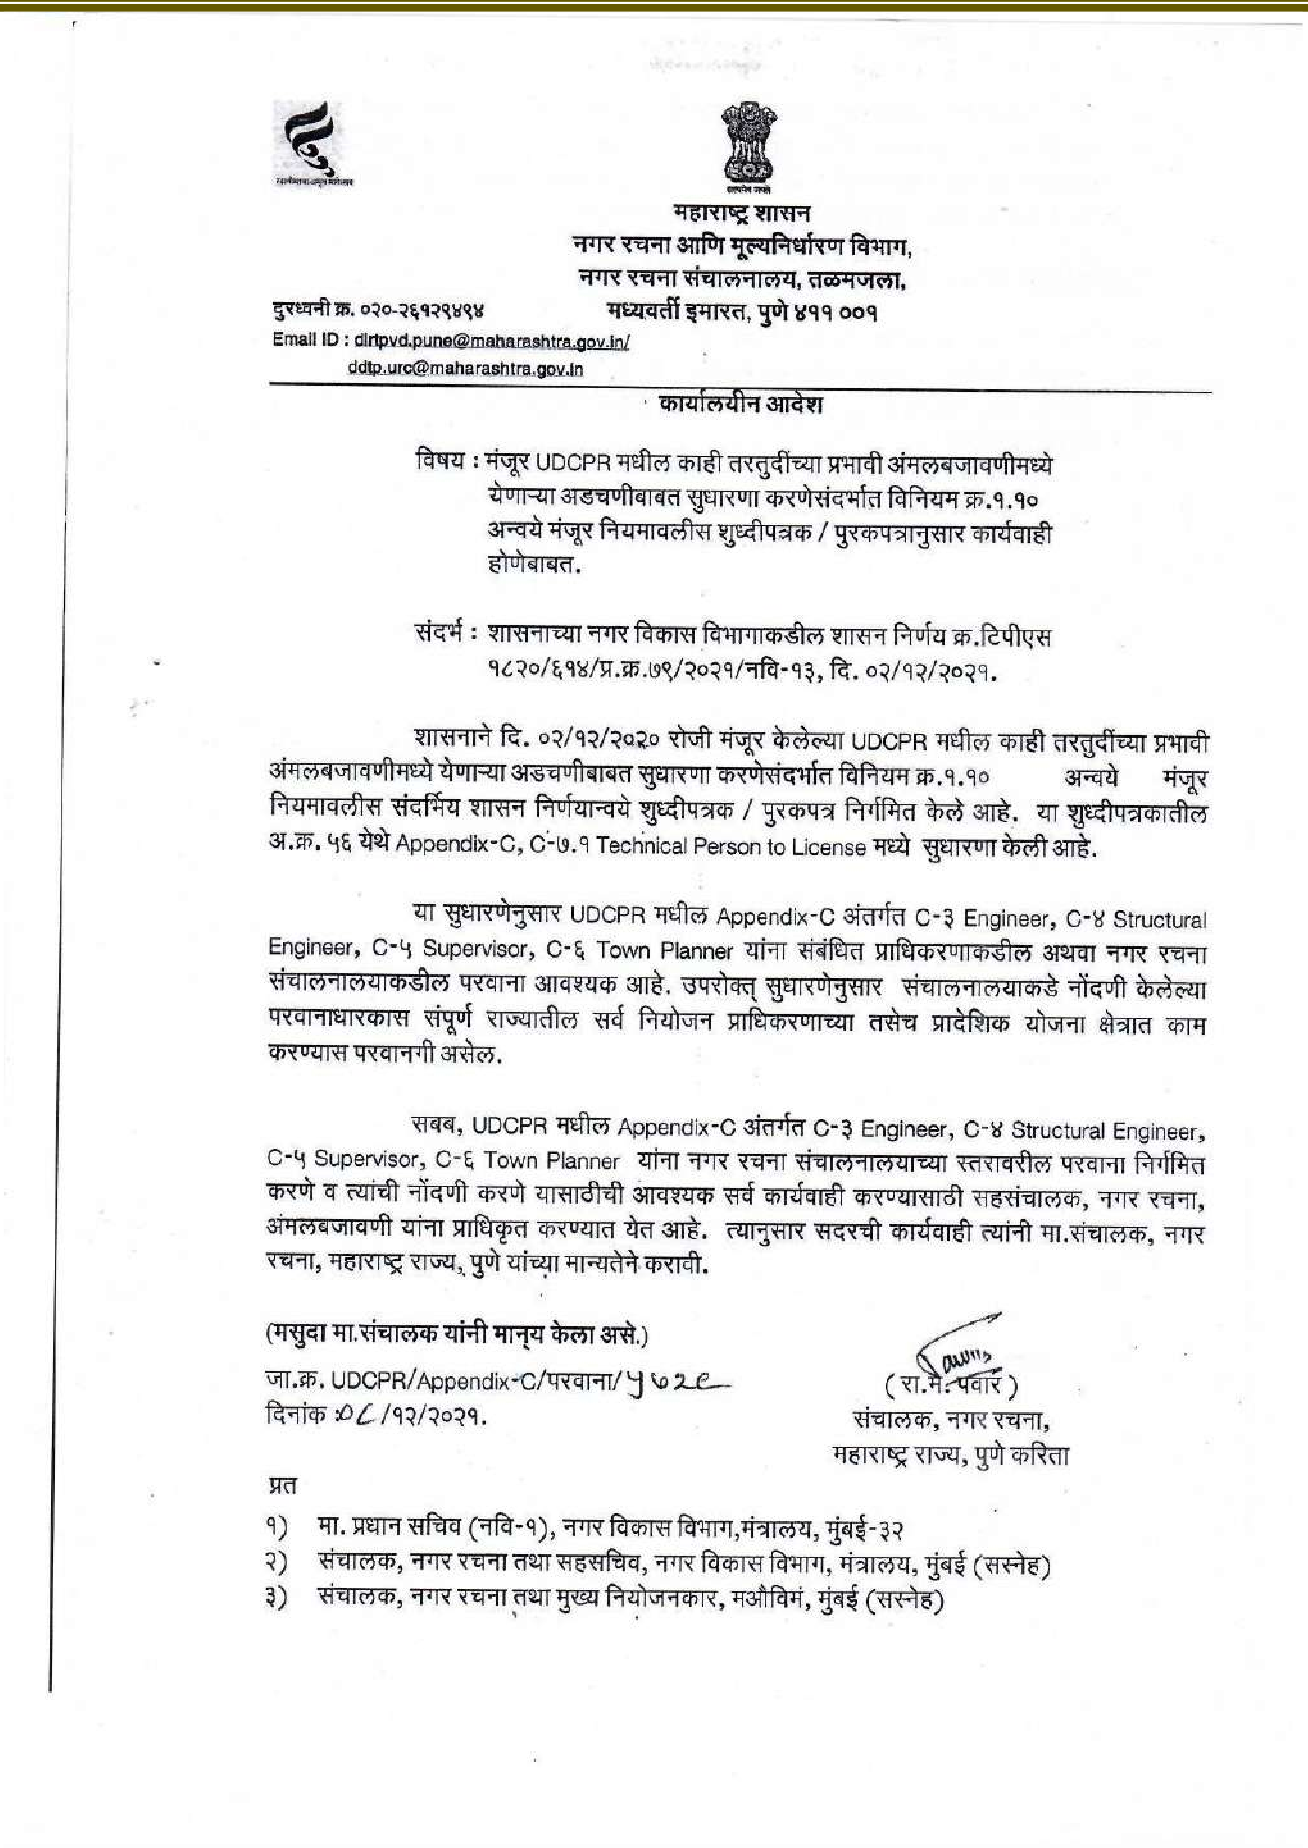 महाराष्ट्र शासन
नगर रचना आणि मूल्यनिर्धारण विभाग,
नगर रचना संचालनालय, तळमजला,
दुरध्वनी क्र. ०२०-२६१२९४९४ मध्यवर्ती इमारत, पुणे ४११ ००१
Email ID : dirtpvd.pune@maharashtra.gov.in/
ddtp.urc@maharashtra.gov.in
कार्यालयीन आदेश
विषय : मंजूर UDCPR मधील काही तरतुदींच्या प्रभावी अंमलबजावणीमध्ये
येणाऱ्या अडचणीबाबत सुधारणा करणेसंदर्भात विनियम क्र.१.१०
अन्वये मंजूर नियमावलीस शुध्दीपत्रक / पुरकपत्रानुसार कार्यवाही
होणेबाबत.
संदर्भ : शासनाच्या नगर विकास विभागाकडील शासन निर्णय क्र.टिपीएस
१८२०/६१४/प्र.क्र.७९/२०२१/नवि-१३, दि. ०२/१२/२०२१.
शासनाने दि. ०२/१२/२०२० रोजी मंजूर केलेल्या UDCPR मधील काही तरतुदींच्या प्रभावी
अंमलबजावणीमध्ये येणाऱ्या अडचणीबाबत सुधारणा करणेसंदर्भात विनियम क्र.१.१० अन्वये मंजूर
नियमावलीस संदर्भिय शासन निर्णयान्वये शुध्दीपत्रक / पुरकपत्र निर्गमित केले आहे. या शुध्दीपत्रकातील
अ.क्र. ५६ येथे Appendix-C, C-७.१ Technical Person to License मध्ये सुधारणा केली आहे.
या सुधारणेनुसार UDCPR मधील Appendix-C अंतर्गत C-३ Engineer, C-४ Structural
Engineer, C-५ Supervisor, C-६ Town Planner यांना संबंधित प्राधिकरणाकडील अथवा नगर रचना
संचालनालयाकडील परवाना आवश्यक आहे. उपरोक्त् सुधारणेनुसार संचालनालयाकडे नोंदणी केलेल्या
परवानाधारकास संपूर्ण राज्यातील सर्व नियोजन प्राधिकरणाच्या तसेच प्रादेशिक योजना क्षेत्रात काम
करण्यास परवानगी असेल.
सबब, UDCPR मधील Appendix-C अंतर्गत C-३ Engineer, C-४ Structural Engineer,
C-५ Supervisor, C-६ Town Planner यांना नगर रचना संचालनालयाच्या स्तरावरील परवाना निर्गमित
करणे व त्यांची नोंदणी करणे यासाठीची आवश्यक सर्व कार्यवाही करण्यासाठी सहसंचालक, नगर रचना,
अंमलबजावणी यांना प्राधिकृत करण्यात येत आहे. त्यानुसार सदरची कार्यवाही त्यांनी मा.संचालक, नगर
रचना, महाराष्ट्र राज्य, पुणे यांच्या मान्यतेने करावी.
(मसुदा मा.संचालक यांनी मान्य केला असे.)
जा.क्र. UDCPR/Appendix-C/परवाना/५७२९ (रा.म. पवार)
दिनांक ०८/१२/२०२१. संचालक, नगर रचना,
महाराष्ट्र राज्य, पुणे करिता
प्रत
१) मा. प्रधान सचिव (नवि-१), नगर विकास विभाग,मंत्रालय, मुंबई-३२
२) संचालक, नगर रचना तथा सहसचिव, नगर विकास विभाग, मंत्रालय, मुंबई (सस्नेह)
३) संचालक, नगर रचना तथा मुख्य नियोजनकार, मऔविमं, मुंबई (सस्नेह)